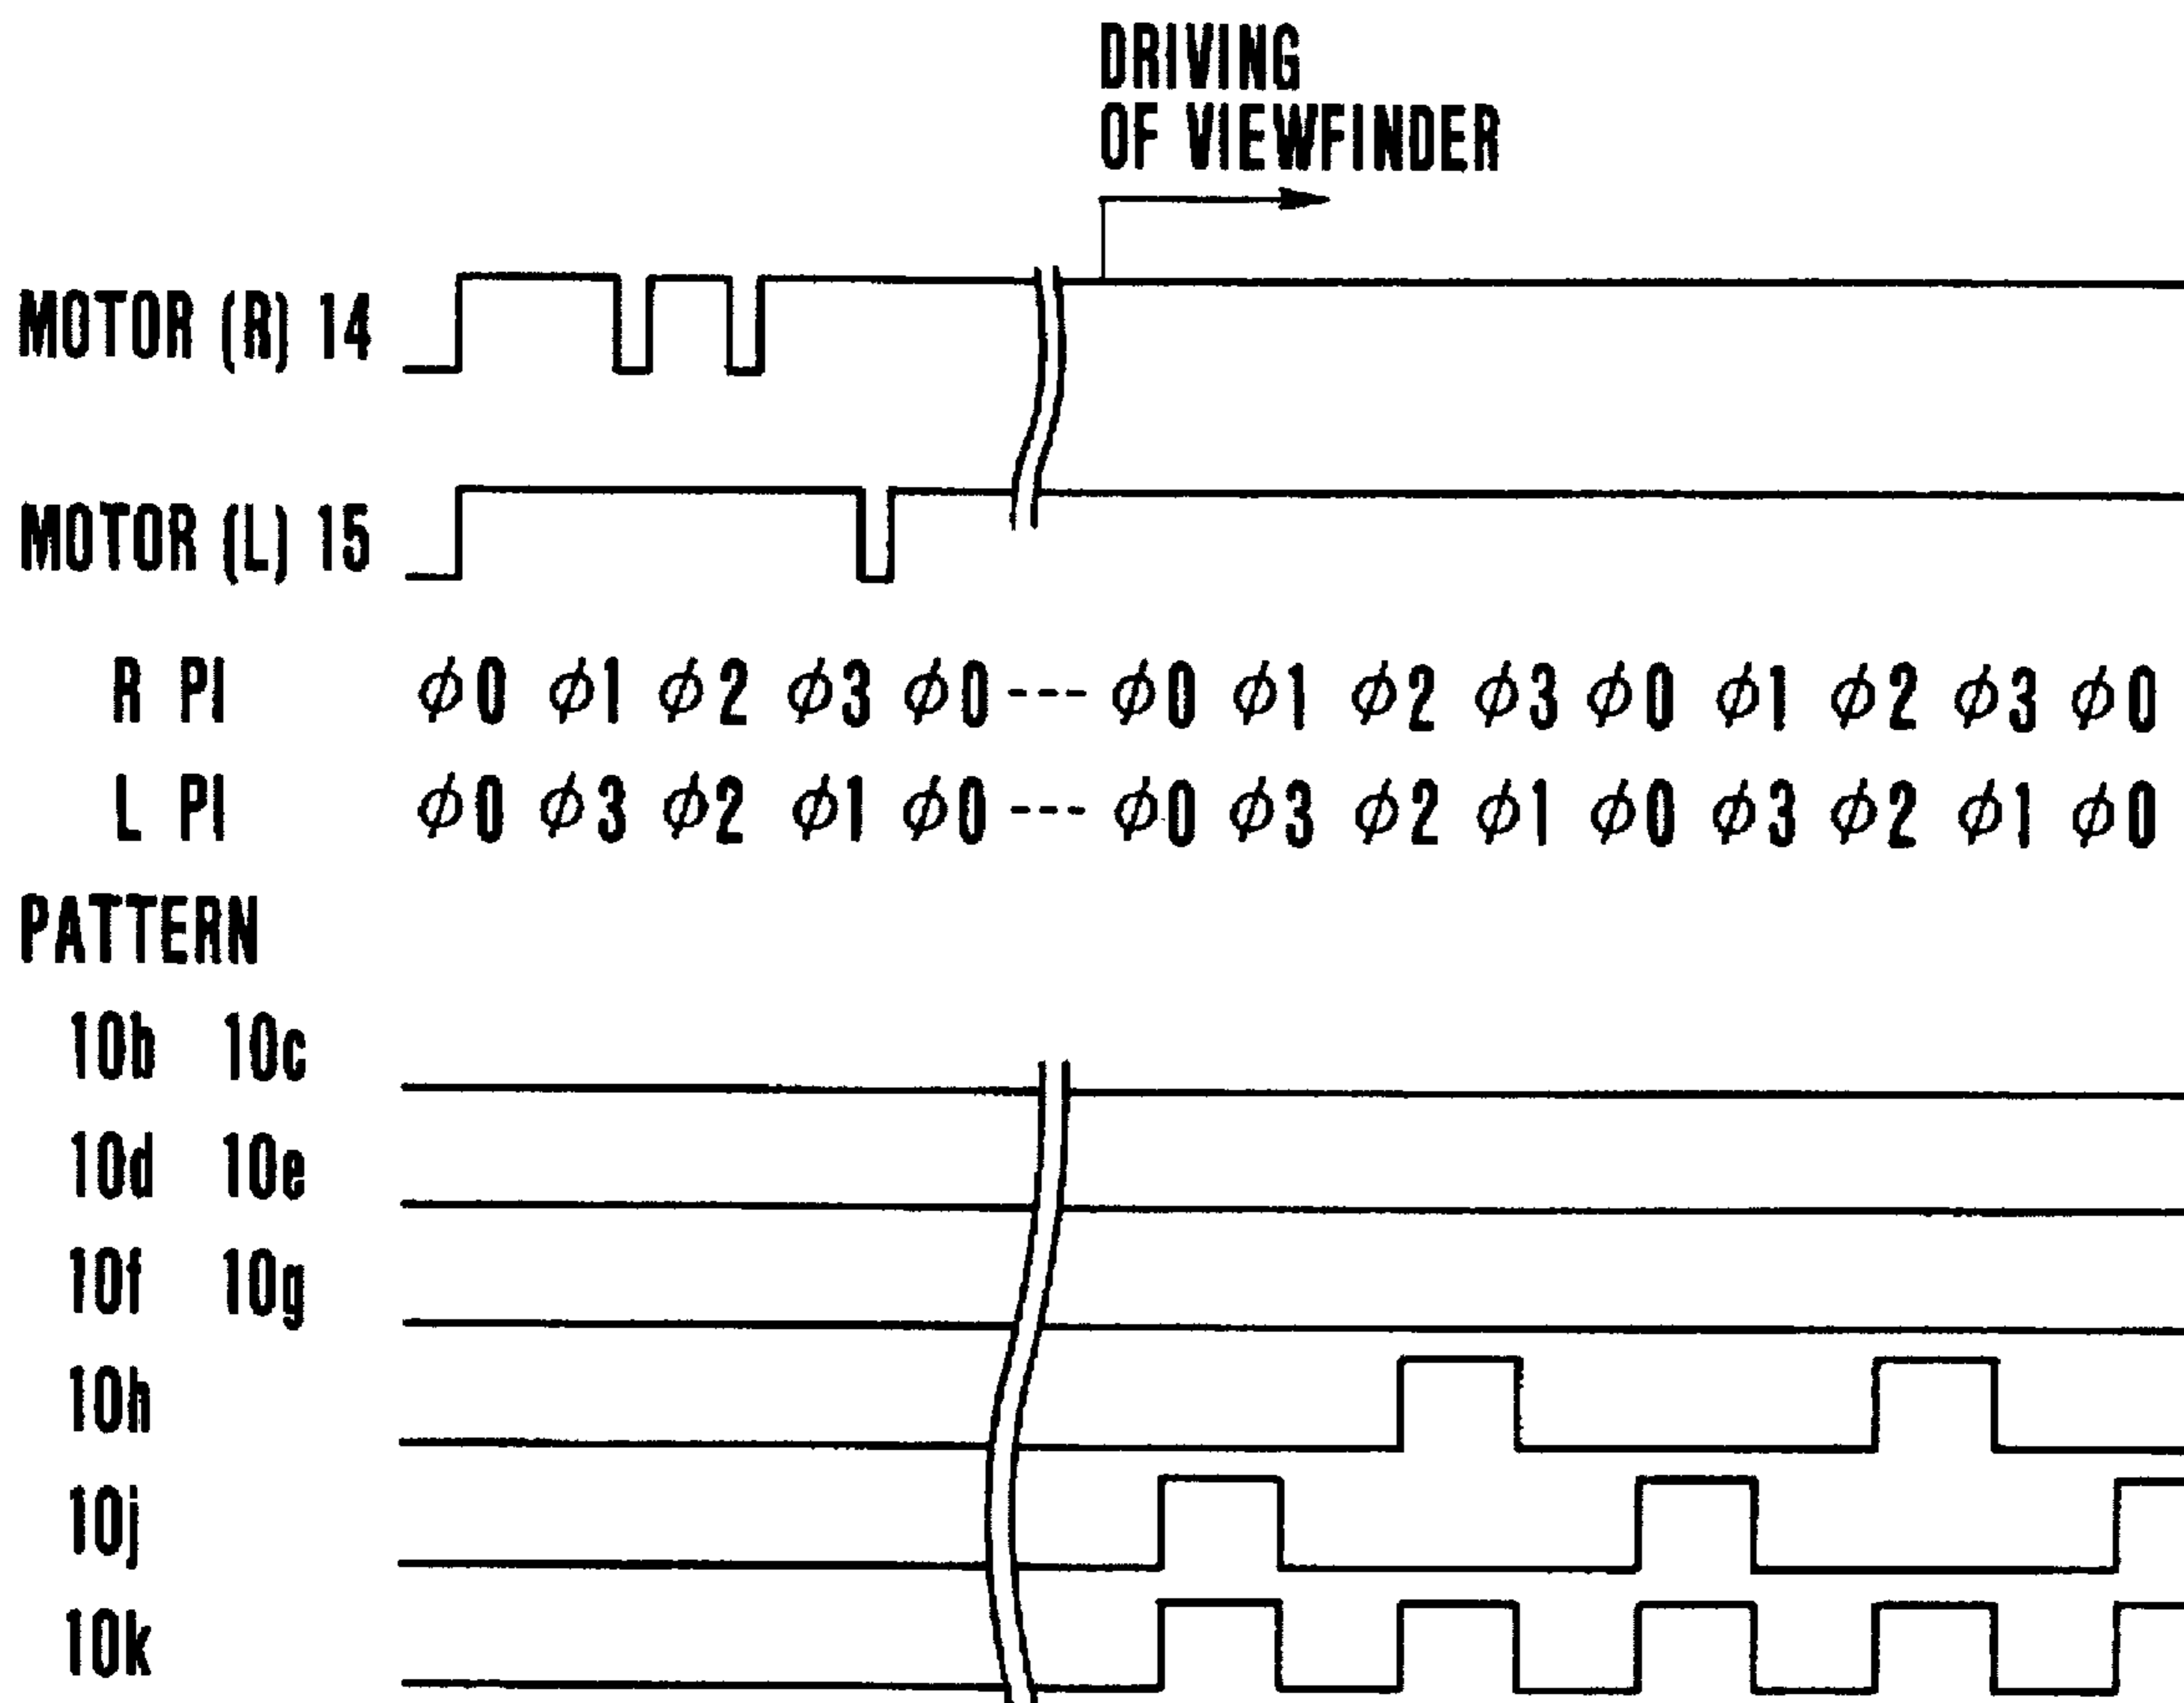 DRIVING
OF VIEWFINDER
MOTOR (R) 14
MOTOR (L) 15
R PI ϕ0 ϕ1 ϕ2 ϕ3 ϕ0 --- ϕ0 ϕ1 ϕ2 ϕ3 ϕ0 ϕ1 ϕ2 ϕ3 ϕ0
L PI ϕ0 ϕ3 ϕ2 ϕ1 ϕ0 --- ϕ0 ϕ3 ϕ2 ϕ1 ϕ0 ϕ3 ϕ2 ϕ1 ϕ0
PATTERN
10b 10c
10d 10e
10f 10g
10h
10j
10k